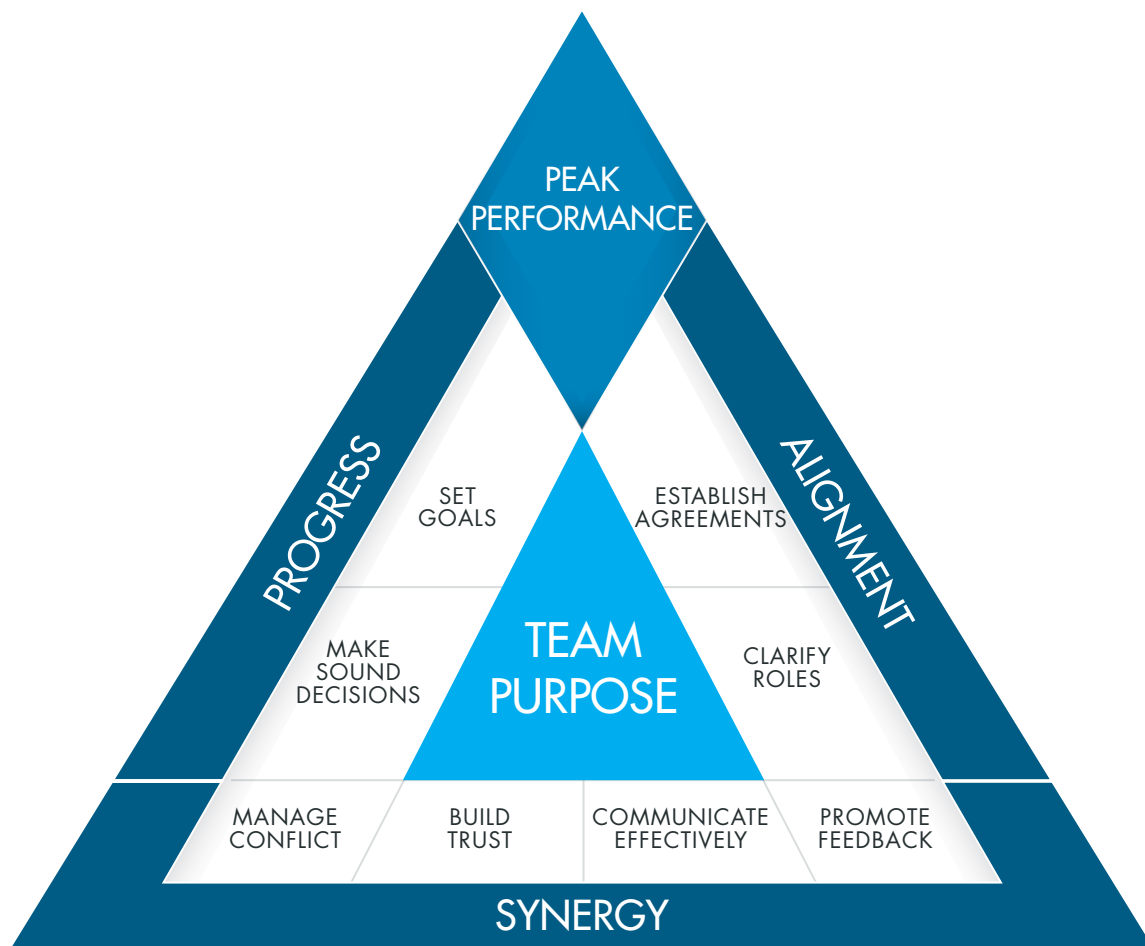 PEAK
PERFORMANCE
PROGRESS
ALIGNMENT
SET
GOALS
ESTABLISH
AGREEMENTS
TEAM
PURPOSE
MAKE
SOUND
DECISIONS
CLARIFY
ROLES
MANAGE
CONFLICT
BUILD
TRUST
COMMUNICATE
EFFECTIVELY
PROMOTE
FEEDBACK
SYNERGY